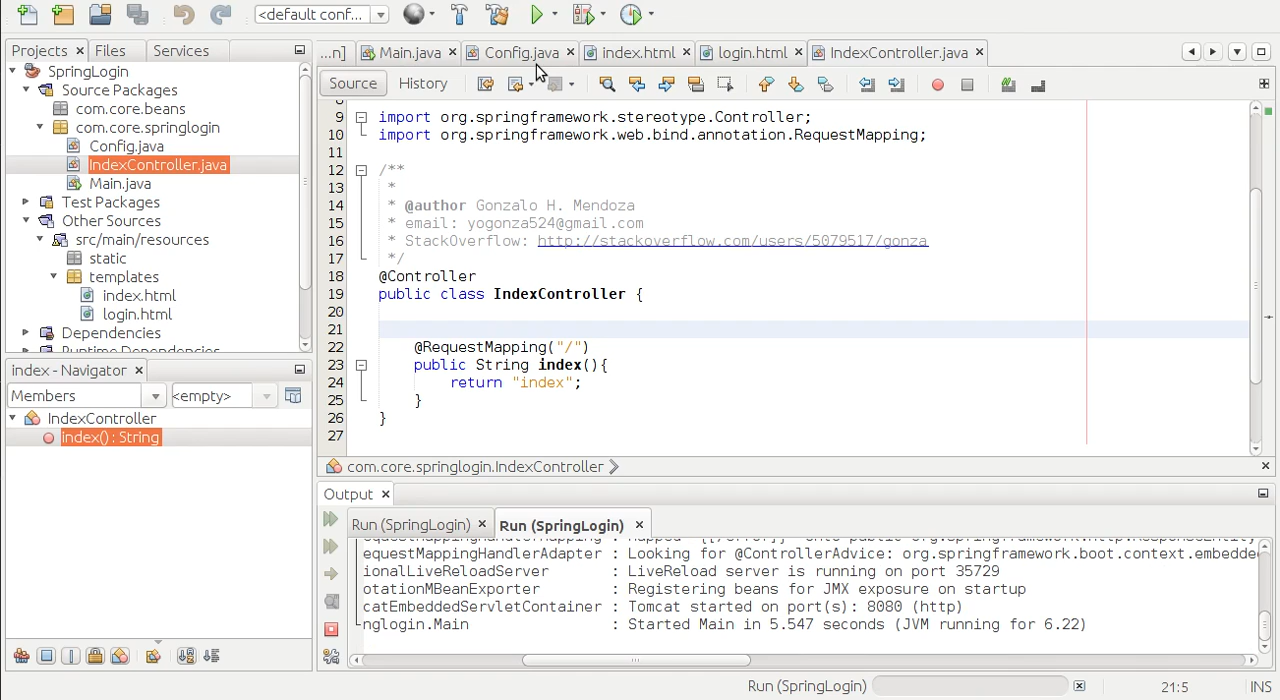 <default conf...
Projects
Files
Services
...n]
Main.java
Config.java
index.html
login.html
IndexController.java
Source
History
SpringLogin
Source Packages
com.core.beans
com.core.springlogin
Config.java
IndexController.java
Main.java
Test Packages
Other Sources
src/main/resources
static
templates
index.html
login.html
Dependencies
Runtime Dependencies
8
9 import org.springframework.stereotype.Controller;
10 import org.springframework.web.bind.annotation.RequestMapping;
11
12 /**
13 *
14 * @author Gonzalo H. Mendoza
15 * email: yogonza524@gmail.com
16 * StackOverflow: http://stackoverflow.com/users/5079517/gonza
17 */
18 @Controller
19 public class IndexController {
20
21
22 @RequestMapping("/")
23 public String index(){
24 return "index";
25 }
26 }
27
com.core.springlogin.IndexController
index - Navigator
Members
<empty>
IndexController
index() : String
Output
Run (SpringLogin)
Run (SpringLogin)
equestMappingHandlerAdapter : Looking for @ControllerAdvice: org.springframework.boot.context.embedde
ionalLiveReloadServer : LiveReload server is running on port 35729
otationMBeanExporter : Registering beans for JMX exposure on startup
catEmbeddedServletContainer : Tomcat started on port(s): 8080 (http)
nglogin.Main : Started Main in 5.547 seconds (JVM running for 6.22)
Run (SpringLogin)
21:5
INS